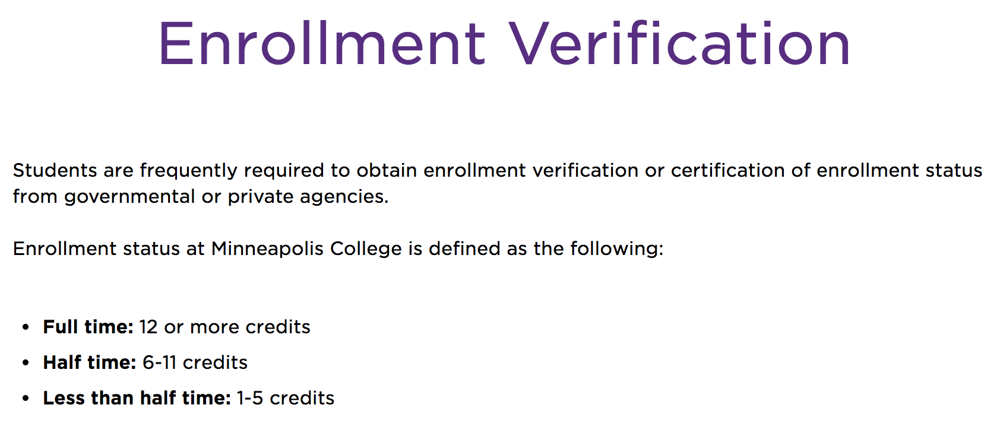 Enrollment Verification
Students are frequently required to obtain enrollment verification or certification of enrollment status
from governmental or private agencies.
Enrollment status at Minneapolis College is defined as the following:
• Full time: 12 or more credits
• Half time: 6-11 credits
• Less than half time: 1-5 credits